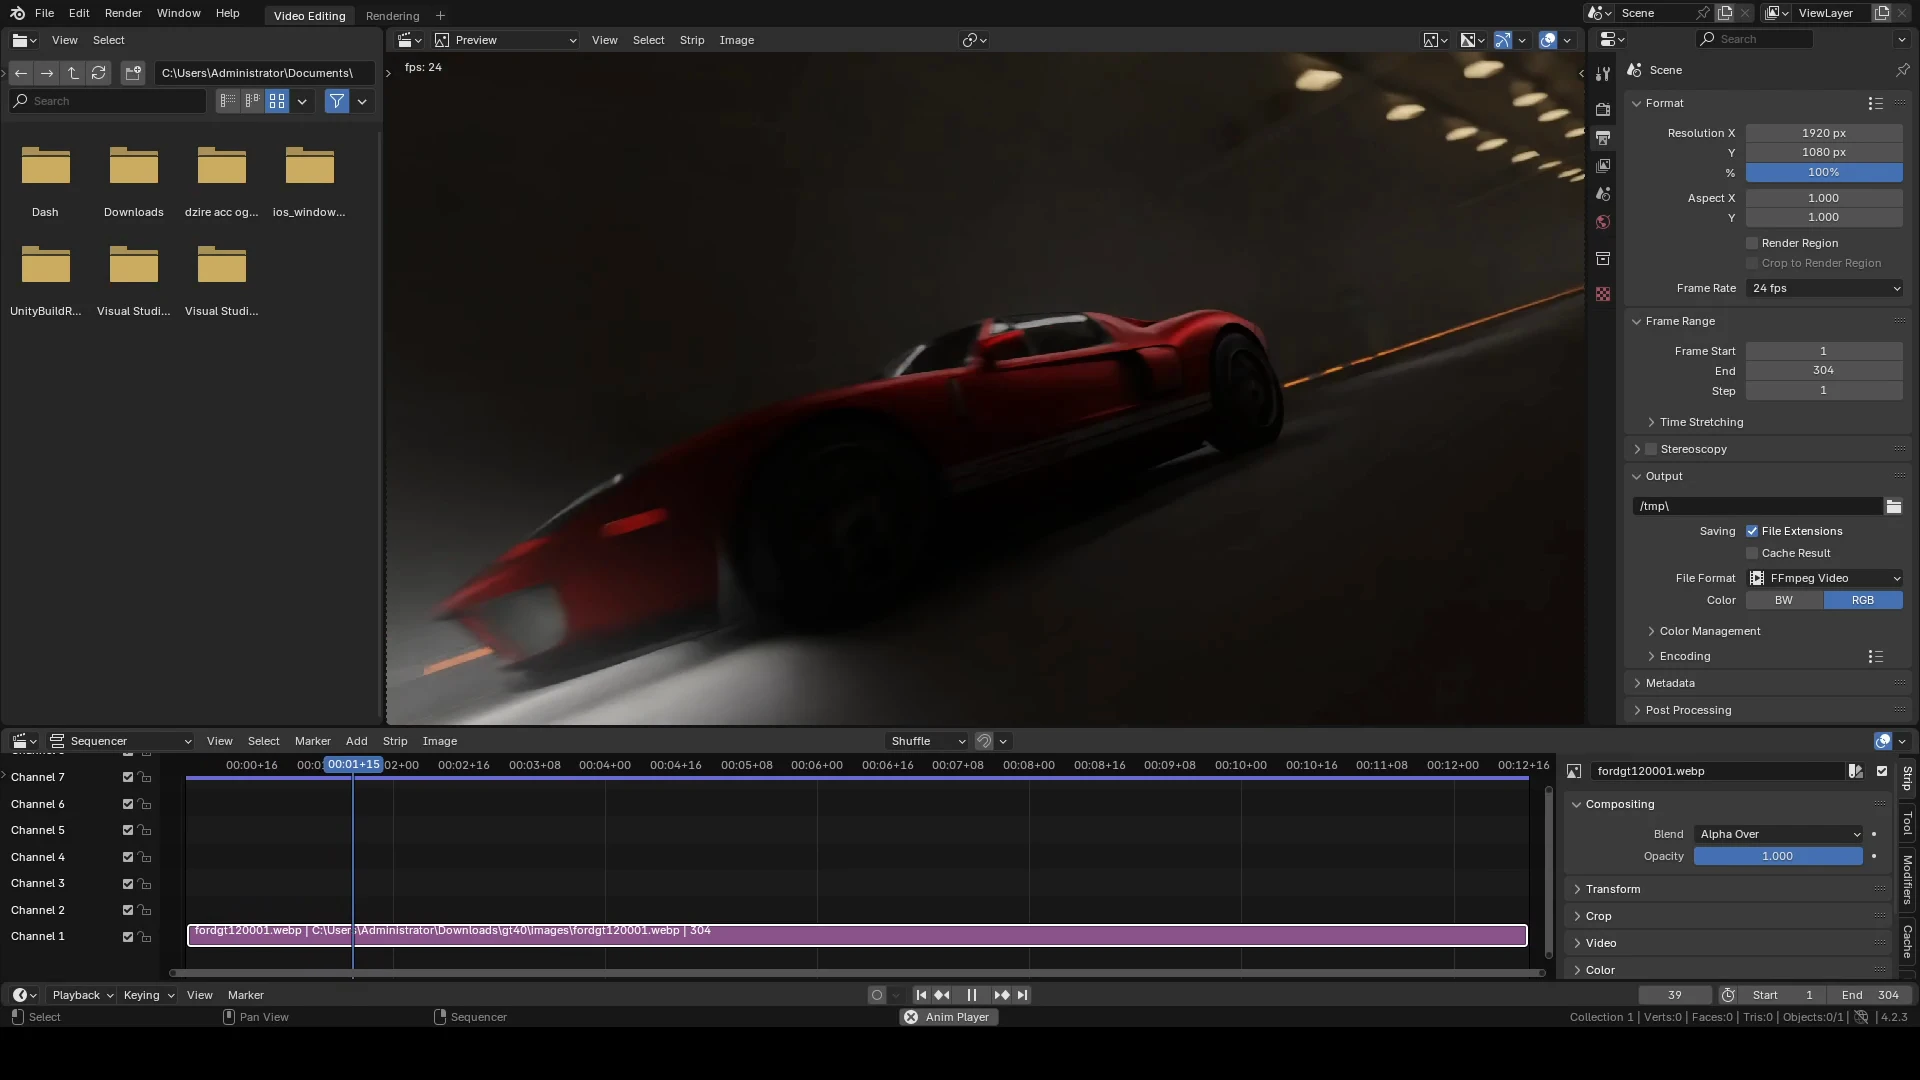 File Edit Render Window Help Video Editing Rendering + Scene ViewLayer
View Select
Preview View Select Strip Image
Search
C:\Users\Administrator\Documents\
Search
fps: 24
Dash Downloads dzire acc og... ios_window...
UnityBuildR... Visual Studi... Visual Studi...
Scene
Format
Resolution X 1920 px
Y 1080 px
% 100%
Aspect X 1.000
Y 1.000
Render Region
Crop to Render Region
Frame Rate 24 fps
Frame Range
Frame Start 1
End 304
Step 1
Time Stretching
Stereoscopy
Output
/tmp\
Saving File Extensions
Cache Result
File Format FFmpeg Video
Color BW RGB
Color Management
Encoding
Metadata
Post Processing
Sequencer View Select Marker Add Strip Image Shuffle
00:00+16 00:01 00:01+15 02+00 00:02+16 00:03+08 00:04+00 00:04+16 00:05+08 00:06+00 00:06+16 00:07+08 00:08+00 00:08+16 00:09+08 00:10+00 00:10+16 00:11+08 00:12+00 00:12+16
Channel 7
Channel 6
Channel 5
Channel 4
Channel 3
Channel 2
Channel 1
fordgt120001.webp | C:\Users\Administrator\Downloads\gt40\images\fordgt120001.webp | 304
fordgt120001.webp
Compositing
Blend Alpha Over
Opacity 1.000
Transform
Crop
Video
Color
Strip
Tool
Modifiers
Cache
Playback Keying View Marker 39 Start 1 End 304
Select Pan View Sequencer Anim Player Collection 1 | Verts:0 | Faces:0 | Tris:0 | Objects:0/1 | 4.2.3